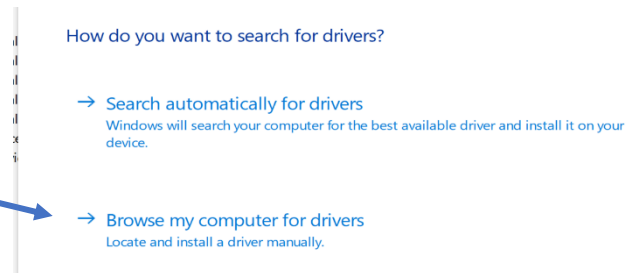 How do you want to search for drivers?
→ Search automatically for drivers
Windows will search your computer for the best available driver and install it on your
device.
→ Browse my computer for drivers
Locate and install a driver manually.